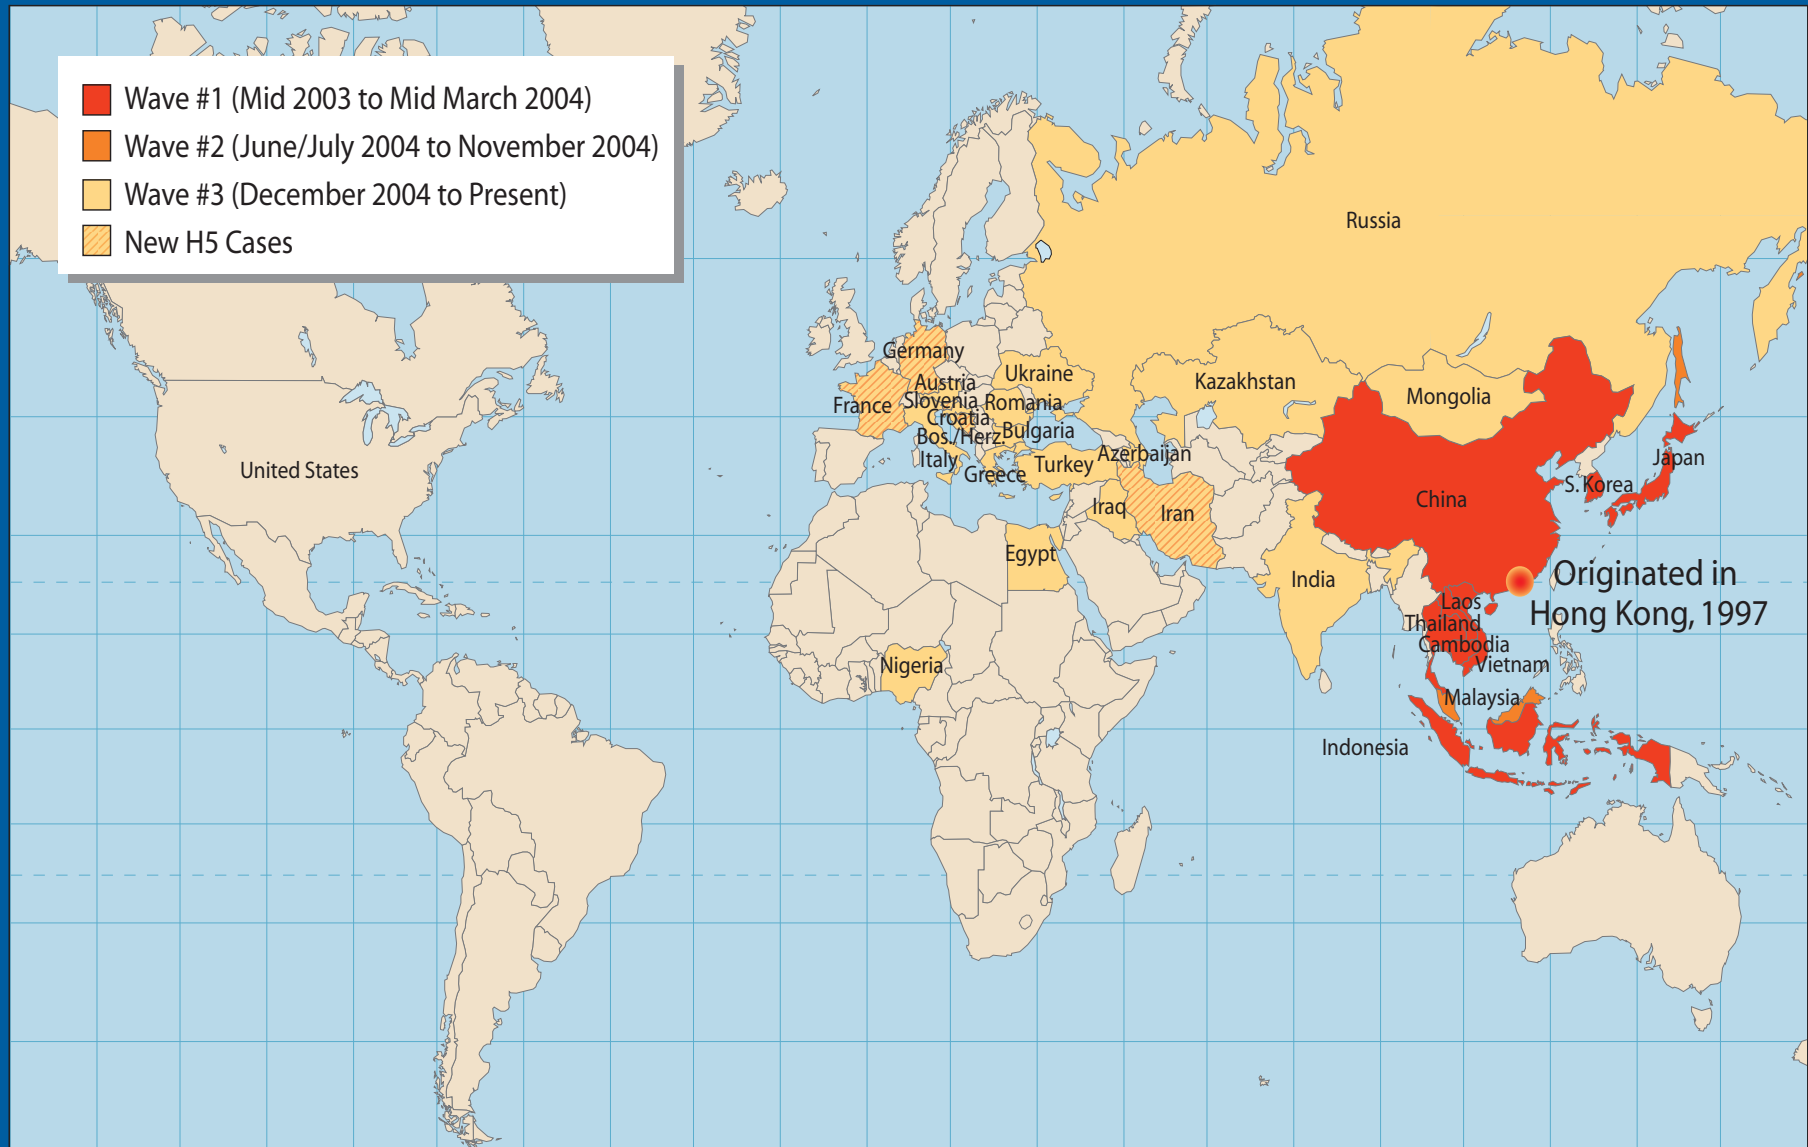 Wave #1 (Mid 2003 to Mid March 2004)
Wave #2 (June/July 2004 to November 2004)
Wave #3 (December 2004 to Present)
New H5 Cases
Russia
Germany
Austria
Ukraine
Kazakhstan
Mongolia
France
Slovenia
Romania
Croatia
Bos./Herz.
Bulgaria
Italy
Greece
Turkey
Azerbaijan
United States
Japan
S. Korea
China
Iraq
Iran
Egypt
India
Originated in
Hong Kong, 1997
Laos
Thailand
Cambodia
Vietnam
Nigeria
Malaysia
Indonesia